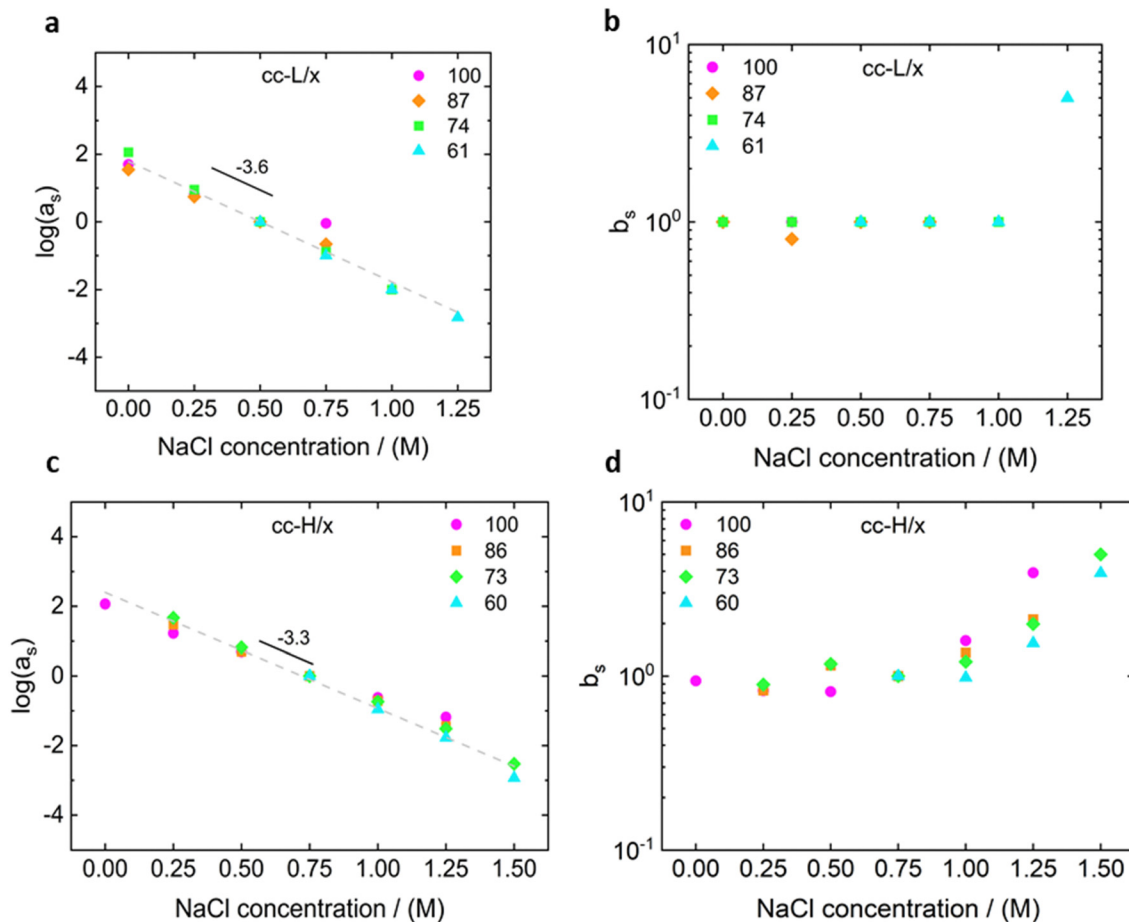 a
cc-L/x
100
87
74
61
-3.6
4
2
0
-2
-4
log(a_s)
0.00 0.25 0.50 0.75 1.00 1.25
NaCl concentration / (M)
b
cc-L/x
100
87
74
61
10^1
10^0
10^-1
b_s
0.00 0.25 0.50 0.75 1.00 1.25
NaCl concentration / (M)
c
cc-H/x
100
86
73
60
-3.3
4
2
0
-2
-4
log(a_s)
0.00 0.25 0.50 0.75 1.00 1.25 1.50
NaCl concentration / (M)
d
cc-H/x
100
86
73
60
10^1
10^0
10^-1
b_s
0.00 0.25 0.50 0.75 1.00 1.25 1.50
NaCl concentration / (M)